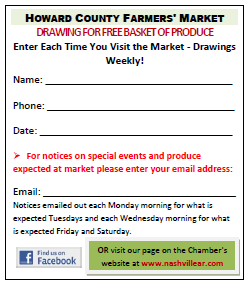 HOWARD COUNTY FARMERS' MARKET
DRAWING FOR FREE BASKET OF PRODUCE
Enter Each Time You Visit the Market - Drawings
Weekly!
Name:
Phone:
Date:
➢ For notices on special events and produce
expected at market please enter your email address:
Email:
Notices emailed out each Monday morning for what is
expected Tuesdays and each Wednesday morning for what
is expected Friday and Saturday.
Find us on
Facebook
OR visit our page on the Chamber's
website at www.nashvillear.com